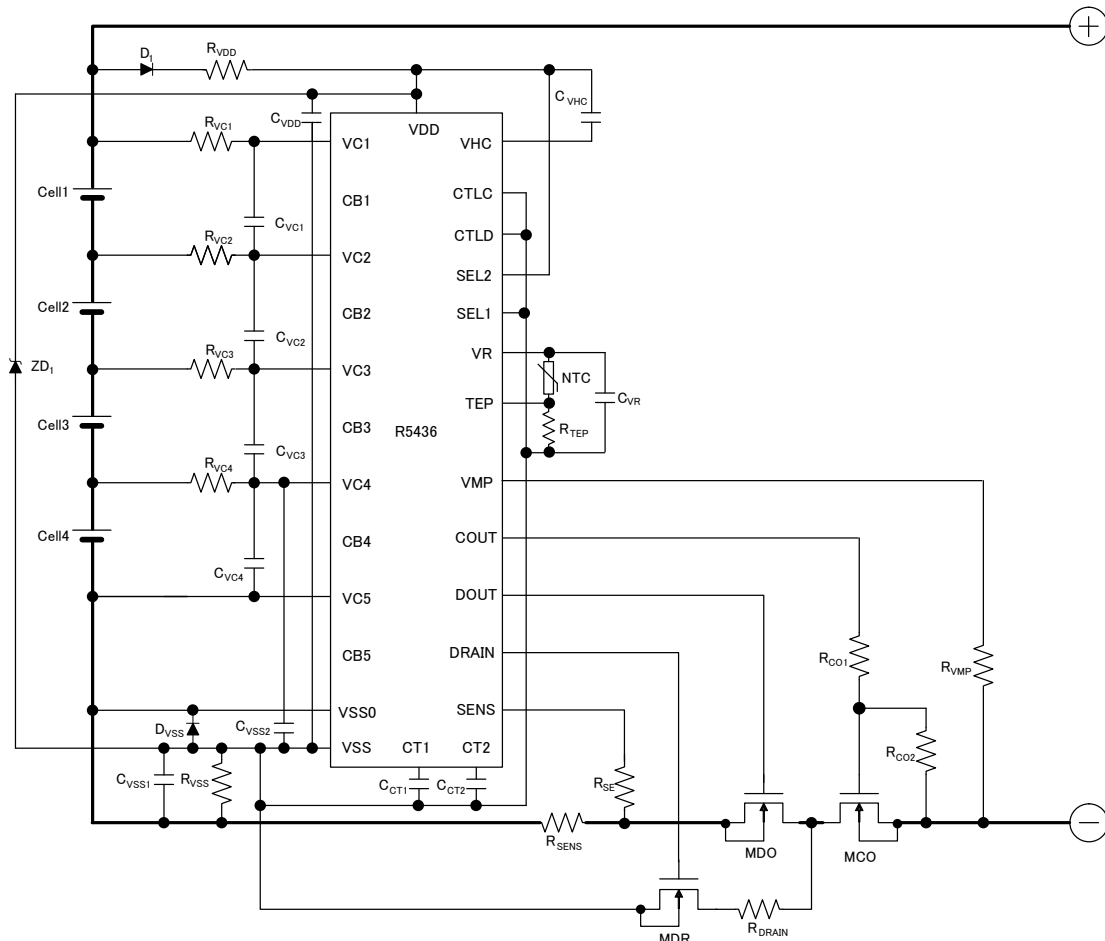 +
D1
RVDD
CVDD
CVHC
VDD
RVC1
VC1
VHC
Cell1
CB1
CTLC
CVC1
CTLD
RVC2
VC2
SEL2
Cell2
CB2
SEL1
CVC2
RVC3
VR
ZD1
VC3
NTC
CVR
TEP
Cell3
CB3
R5436
RTEP
CVC3
RVC4
VC4
VMP
Cell4
CB4
COUT
CVC4
VC5
DOUT
CB5
DRAIN
RCO1
RVMP
VSS0
SENS
DVSS
CVSS2
VSS
CT1
CT2
RCO2
CVSS1
RVSS
CCT1
CCT2
RSE
RSENS
MDO
MCO
−
MDR
RDRAIN